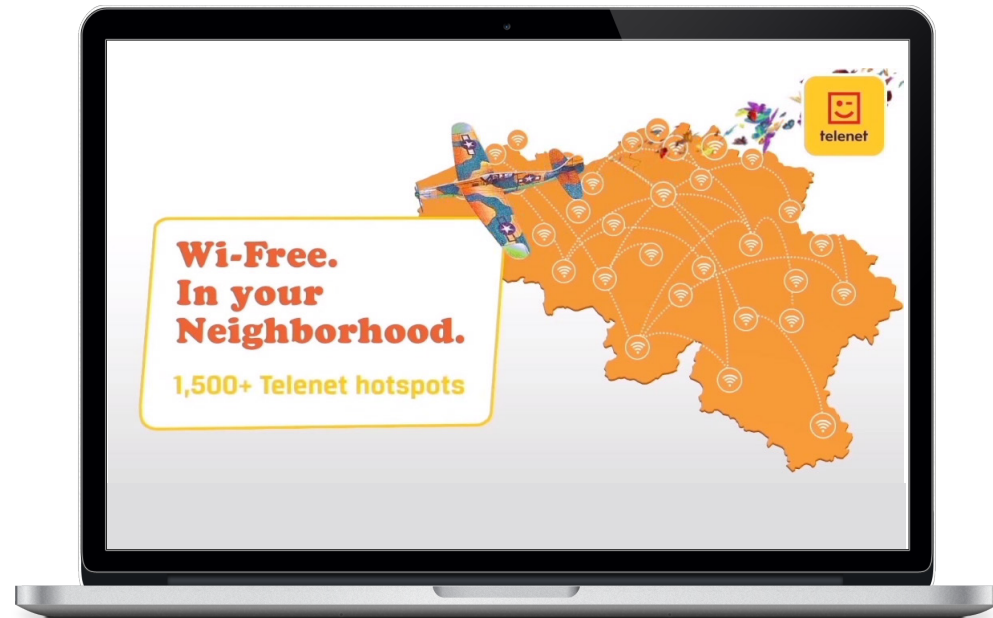 telenet
Wi-Free.
In your
Neighborhood.
1,500+ Telenet hotspots